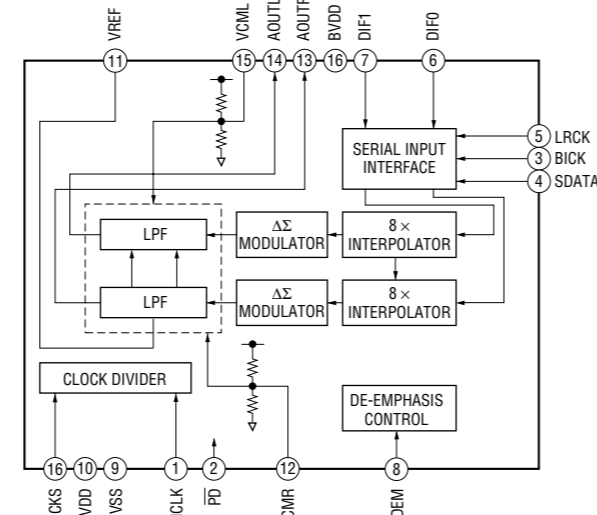 VREF
VCML
AOUTL
AOUTR
BVDD
DIF1
DIF0
11
15
14
13
16
7
6
SERIAL INPUT
INTERFACE
5 LRCK
3 BICK
4 SDATA
LPF
ΔΣ
MODULATOR
8 ×
INTERPOLATOR
LPF
ΔΣ
MODULATOR
8 ×
INTERPOLATOR
CLOCK DIVIDER
DE-EMPHASIS
CONTROL
16
10
9
1
2
12
8
CKS
VDD
VSS
PD
DEM